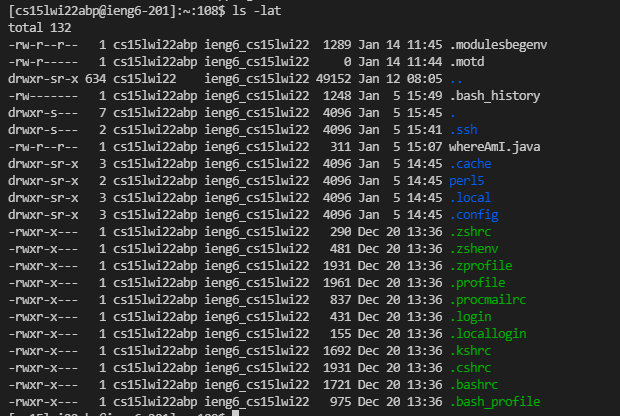 [cs15lwi22abp@ieng6-201]:~:108$ ls -lat
total 132
-rw-r--r-- 1 cs15lwi22abp ieng6_cs15lwi22 1289 Jan 14 11:45 .modulesbegenv
-rw-r----- 1 cs15lwi22abp ieng6_cs15lwi22 0 Jan 14 11:44 .motd
drwxr-sr-x 634 cs15lwi22 ieng6_cs15lwi22 49152 Jan 12 08:05 ..
-rw------- 1 cs15lwi22abp ieng6_cs15lwi22 1248 Jan 5 15:49 .bash_history
drwxr-s--- 7 cs15lwi22abp ieng6_cs15lwi22 4096 Jan 5 15:45 .
drwxr-s--- 2 cs15lwi22abp ieng6_cs15lwi22 4096 Jan 5 15:41 .ssh
-rw-r--r-- 1 cs15lwi22abp ieng6_cs15lwi22 311 Jan 5 15:07 whereAmI.java
drwxr-sr-x 3 cs15lwi22abp ieng6_cs15lwi22 4096 Jan 5 14:45 .cache
drwxr-sr-x 2 cs15lwi22abp ieng6_cs15lwi22 4096 Jan 5 14:45 perl5
drwxr-sr-x 3 cs15lwi22abp ieng6_cs15lwi22 4096 Jan 5 14:45 .local
drwxr-sr-x 3 cs15lwi22abp ieng6_cs15lwi22 4096 Jan 5 14:45 .config
-rwxr-x--- 1 cs15lwi22abp ieng6_cs15lwi22 290 Dec 20 13:36 .zshrc
-rwxr-x--- 1 cs15lwi22abp ieng6_cs15lwi22 481 Dec 20 13:36 .zshenv
-rwxr-x--- 1 cs15lwi22abp ieng6_cs15lwi22 1931 Dec 20 13:36 .zprofile
-rwxr-x--- 1 cs15lwi22abp ieng6_cs15lwi22 1961 Dec 20 13:36 .profile
-rwxr-x--- 1 cs15lwi22abp ieng6_cs15lwi22 837 Dec 20 13:36 .procmailrc
-rwxr-x--- 1 cs15lwi22abp ieng6_cs15lwi22 431 Dec 20 13:36 .login
-rwxr-x--- 1 cs15lwi22abp ieng6_cs15lwi22 155 Dec 20 13:36 .locallogin
-rwxr-x--- 1 cs15lwi22abp ieng6_cs15lwi22 1692 Dec 20 13:36 .kshrc
-rwxr-x--- 1 cs15lwi22abp ieng6_cs15lwi22 1931 Dec 20 13:36 .cshrc
-rwxr-x--- 1 cs15lwi22abp ieng6_cs15lwi22 1721 Dec 20 13:36 .bashrc
-rwxr-x--- 1 cs15lwi22abp ieng6_cs15lwi22 975 Dec 20 13:36 .bash_profile